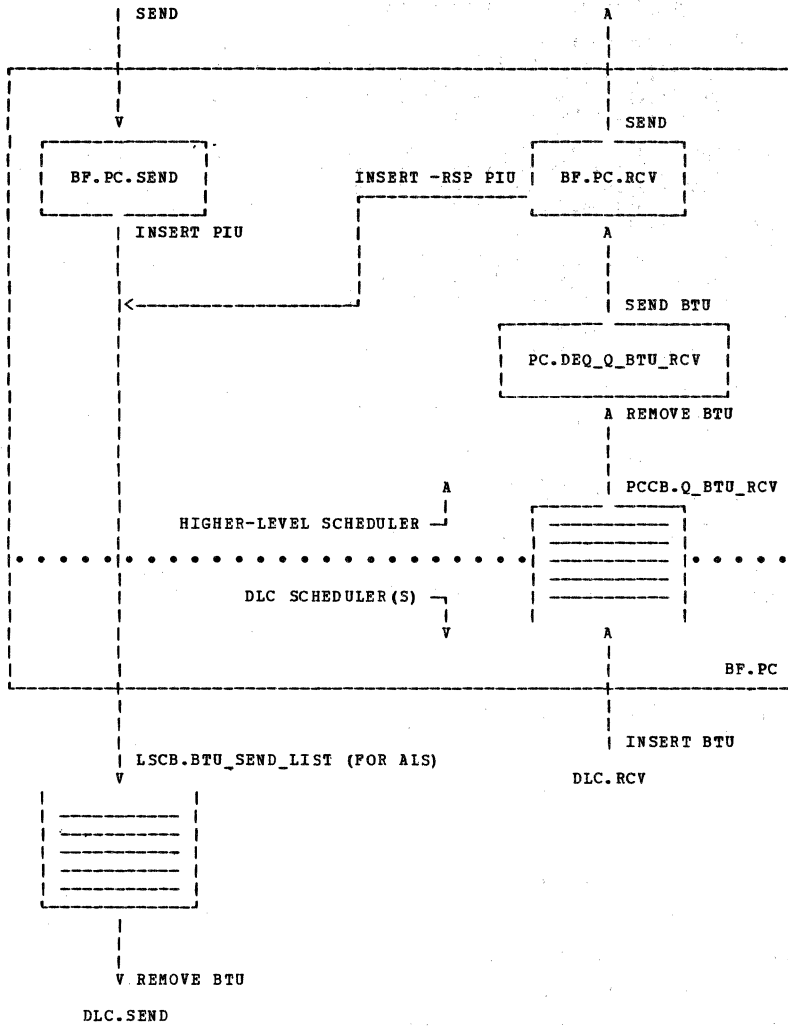 SEND
SEND
BF.PC.SEND
INSERT -RSP PIU
BF.PC.RCV
INSERT PIU
SEND BTU
PC.DEQ_Q_BTU_RCV
REMOVE BTU
PCCB.Q_BTU_RCV
HIGHER-LEVEL SCHEDULER
DLC SCHEDULER(S)
BF.PC
INSERT BTU
LSCB.BTU_SEND_LIST (FOR ALS)
DLC.RCV
REMOVE BTU
DLC.SEND